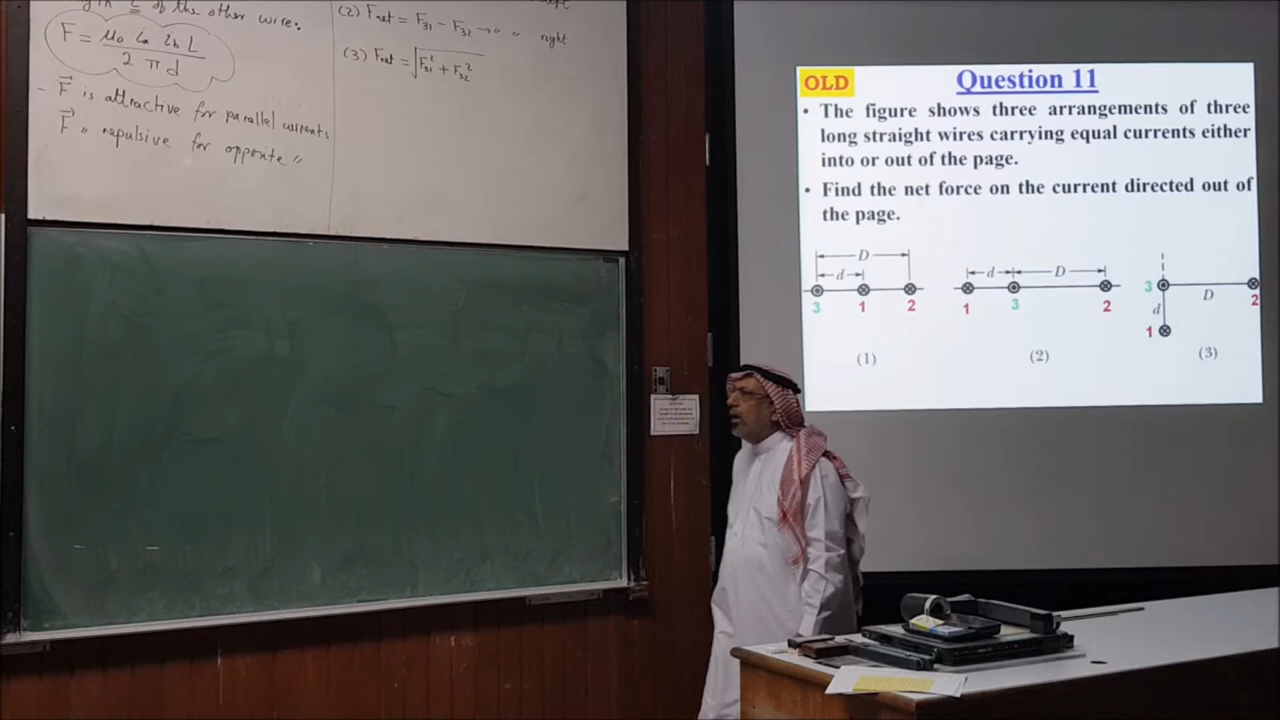 of the other wire.
F = μ₀ iₐ i_b L / 2 π d
- F⃗ is attractive for parallel currents
F⃗ " repulsive for opposite "
(2) Fnet = F₃₁ - F₃₂ → " " right
(3) Fnet = √F₃₁² + F₃₂²
OLD
Question 11
• The figure shows three arrangements of three
long straight wires carrying equal currents either
into or out of the page.
• Find the net force on the current directed out of
the page.
D
d
3 1 2
(1)
d D
1 3 2
(2)
3
D
2
d
1
(3)